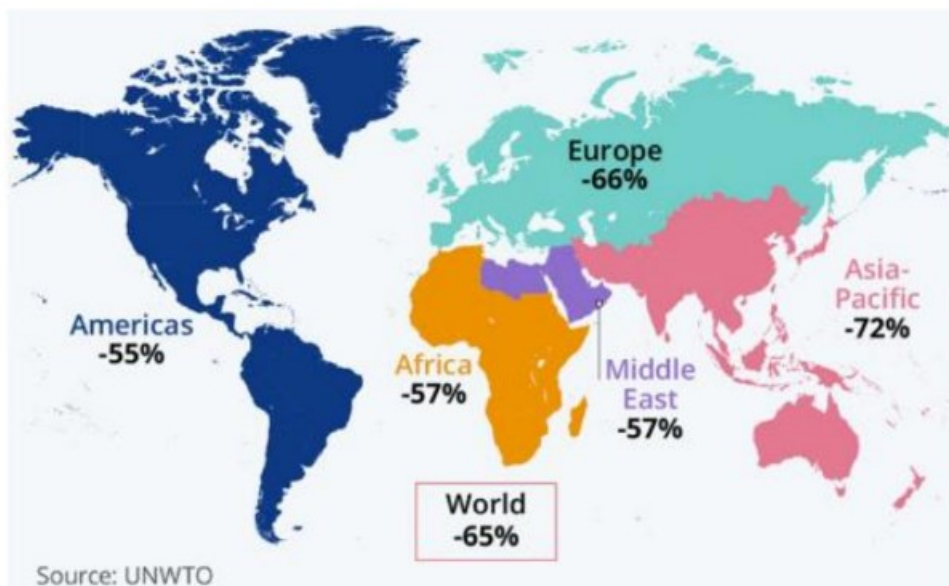 Europe
-66%
Asia-
Pacific
-72%
Americas
-55%
Africa
-57%
Middle
East
-57%
World
-65%
Source: UNWTO